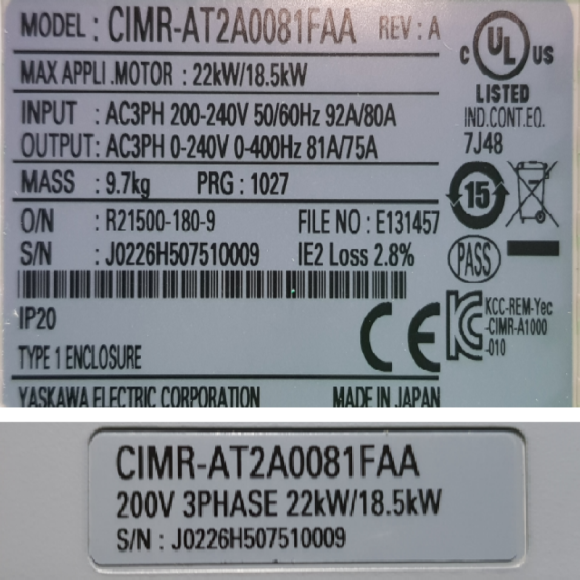 MODEL : CIMR-AT2A0081FAA REV : A
MAX APPLI .MOTOR : 22kW/18.5kW
INPUT : AC3PH 200-240V 50/60Hz 92A/80A
OUTPUT : AC3PH 0-240V 0-400Hz 81A/75A
MASS : 9.7kg PRG : 1027
O/N : R21500-180-9 FILE NO : E131457
S/N : J0226H507510009 IE2 Loss 2.8%
IP20
TYPE 1 ENCLOSURE
YASKAWA ELECTRIC CORPORATION MADE IN JAPAN
C UL US
LISTED
IND.CONT.EQ.
7J48
15
PASS
CE
KCC-REM-Yec
-CIMR-A1000
-010
CIMR-AT2A0081FAA
200V 3PHASE 22kW/18.5kW
S/N : J0226H507510009